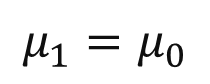 μ₁ = μ₀